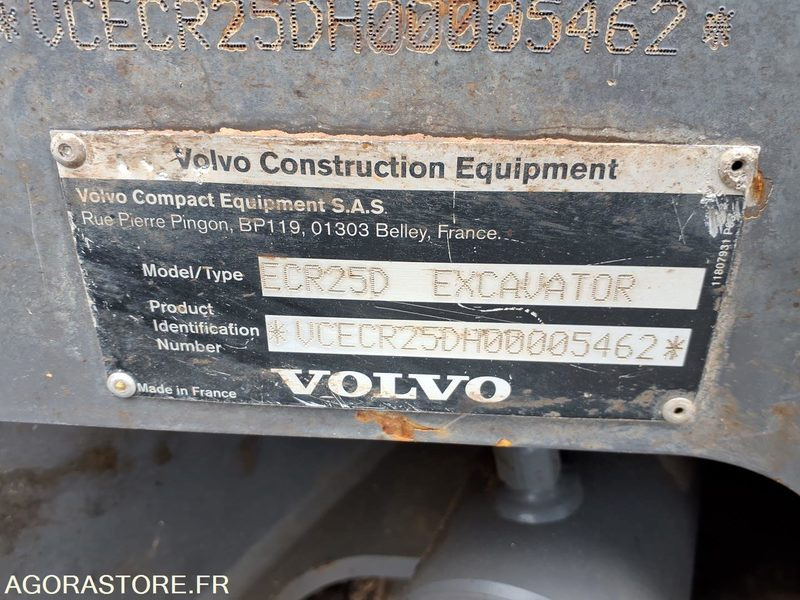 *VCECR25DH00005462*
Volvo Construction Equipment
Volvo Compact Equipment S.A.S.
Rue Pierre Pingon, BP119, 01303 Belley, France.
Model/Type ECR25D EXCAVATOR
Product
Identification
Number *VCECR25DH00005462*
VOLVO
Made in France
11807931
AGORASTORE.FR